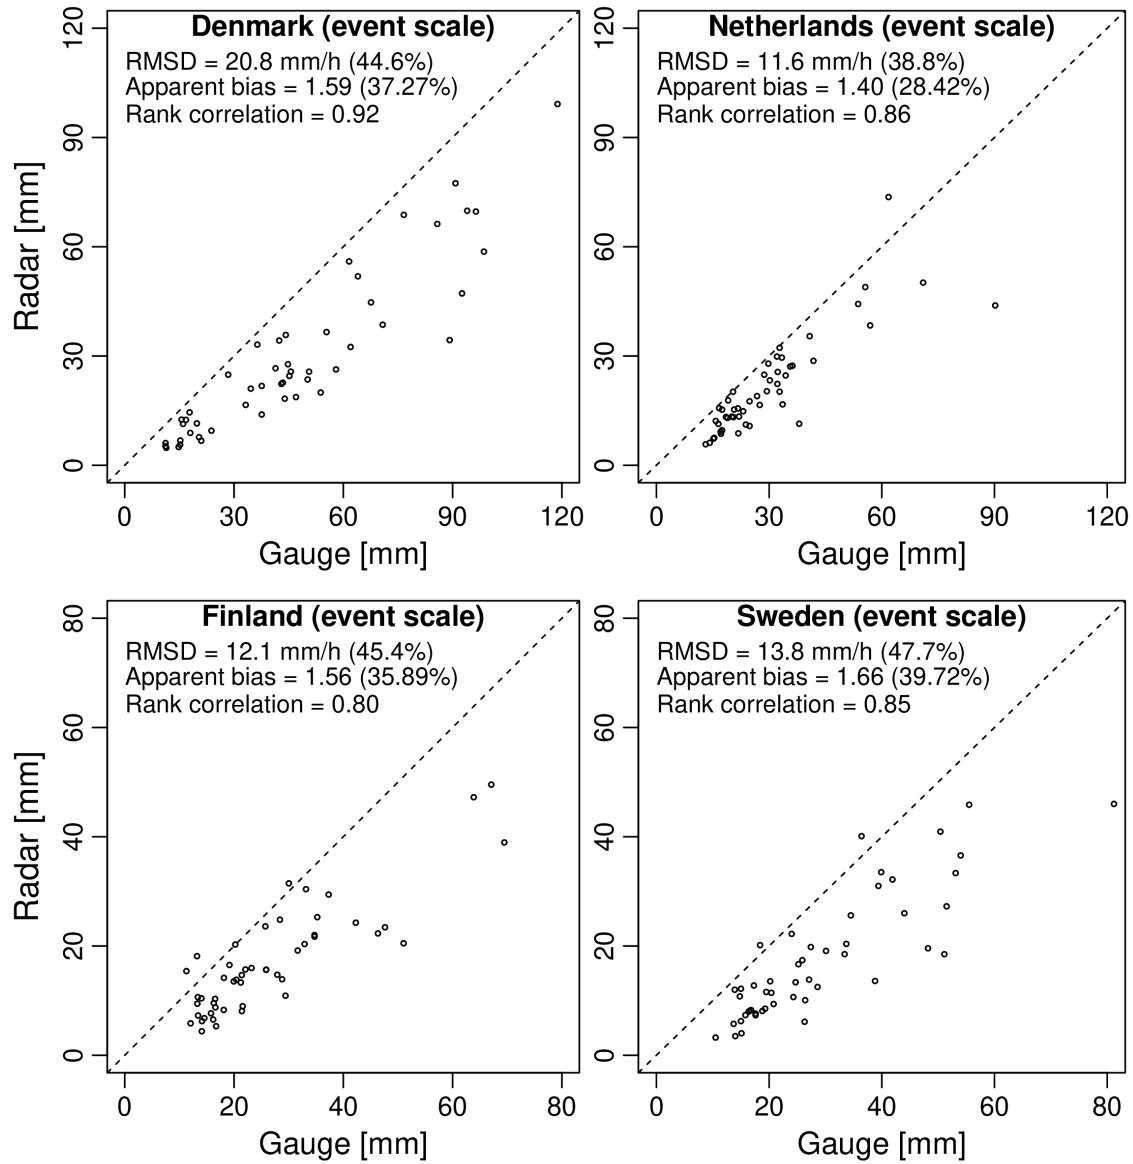 Denmark (event scale)
RMSD = 20.8 mm/h (44.6%)
Apparent bias = 1.59 (37.27%)
Rank correlation = 0.92
Radar [mm]
120
90
60
30
0
0 30 60 90 120
Gauge [mm]
Netherlands (event scale)
RMSD = 11.6 mm/h (38.8%)
Apparent bias = 1.40 (28.42%)
Rank correlation = 0.86
120
90
60
30
0
0 30 60 90 120
Gauge [mm]
Finland (event scale)
RMSD = 12.1 mm/h (45.4%)
Apparent bias = 1.56 (35.89%)
Rank correlation = 0.80
Radar [mm]
80
60
40
20
0
0 20 40 60 80
Gauge [mm]
Sweden (event scale)
RMSD = 13.8 mm/h (47.7%)
Apparent bias = 1.66 (39.72%)
Rank correlation = 0.85
80
60
40
20
0
0 20 40 60 80
Gauge [mm]